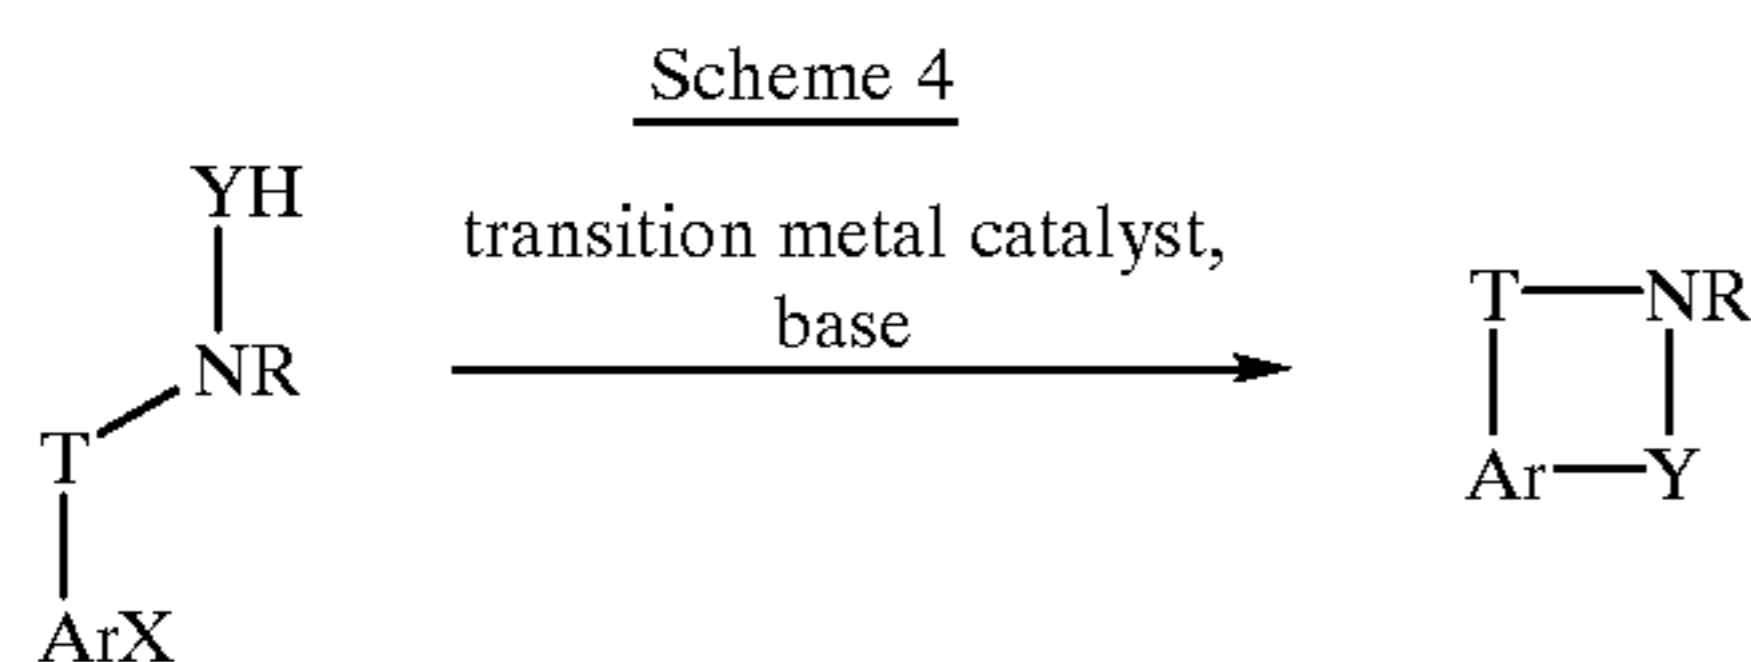 Scheme 4
YH
transition metal catalyst,
base
NR
T
ArX
T NR
Ar Y